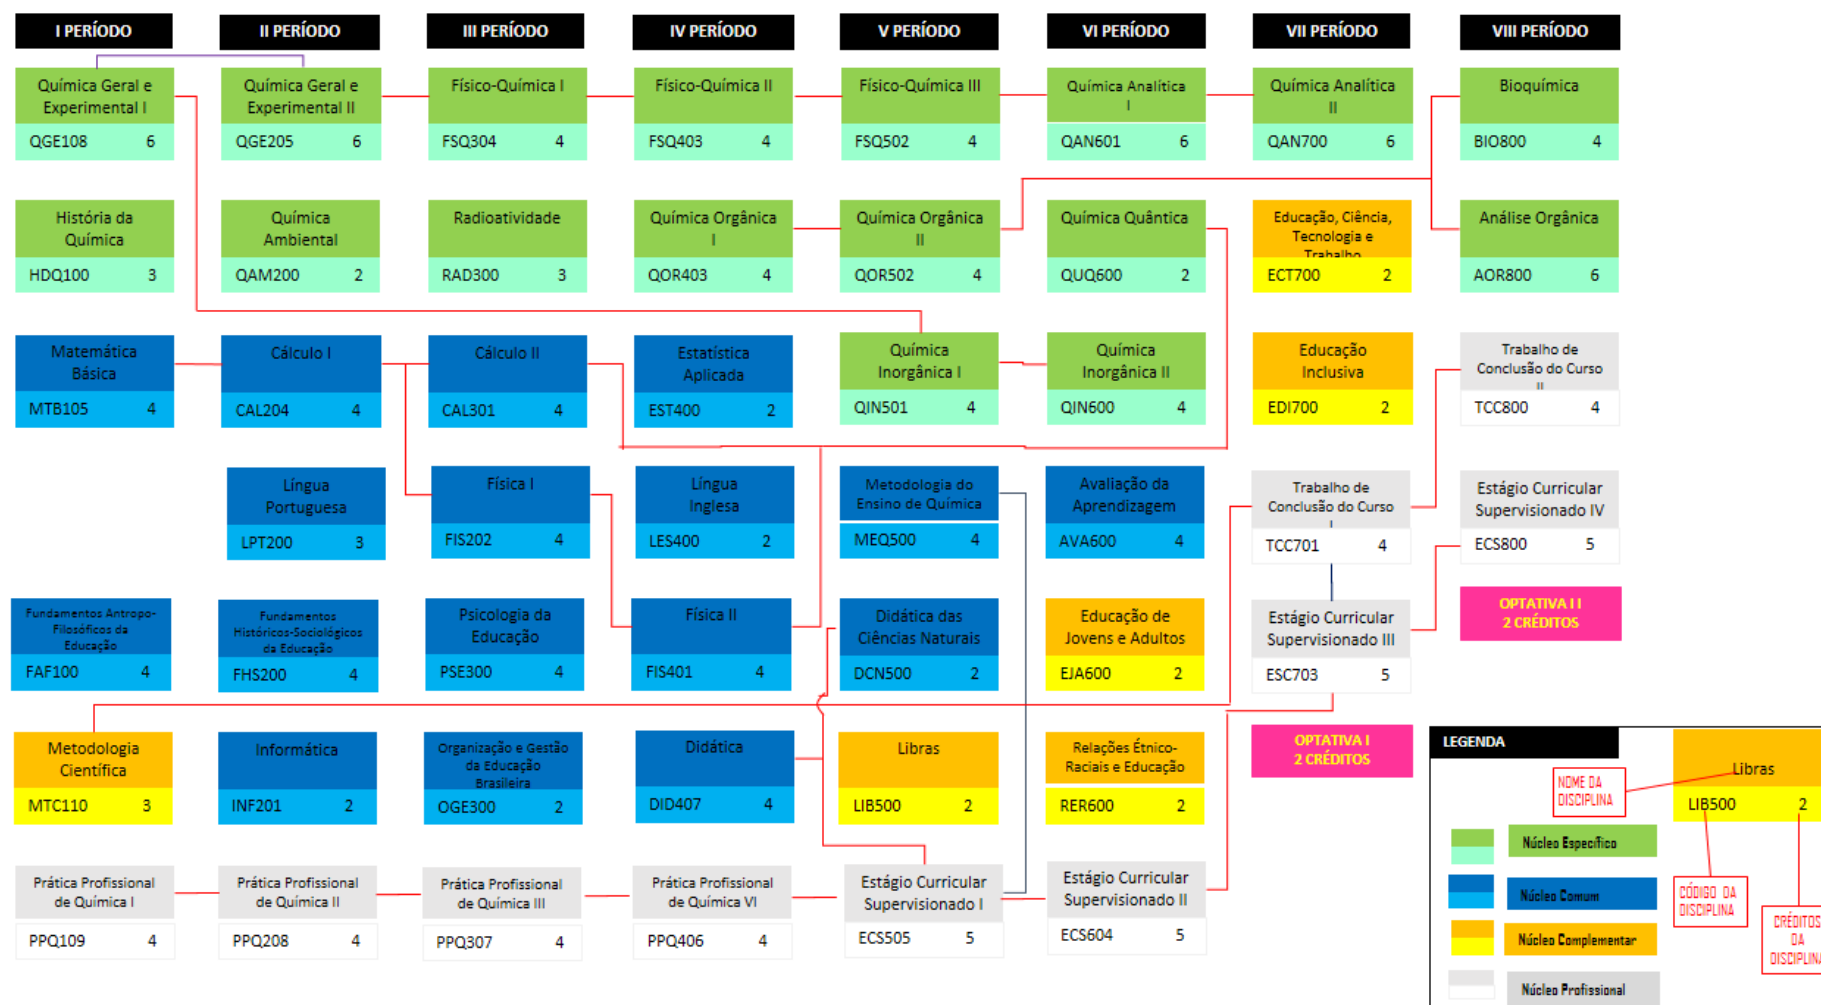 I PERÍODO
II PERÍODO
III PERÍODO
IV PERÍODO
V PERÍODO
VI PERÍODO
VII PERÍODO
VIII PERÍODO
Química Geral e
Experimental I
QGE108 6
Química Geral e
Experimental II
QGE205 6
Físico-Química I
FSQ304 4
Físico-Química II
FSQ403 4
Físico-Química III
FSQ502 4
Química Analítica
I
QAN601 6
Química Analítica
II
QAN700 6
Bioquímica
BIO800 4
História da
Química
HDQ100 3
Química
Ambiental
QAM200 2
Radioatividade
RAD300 3
Química Orgânica
I
QOR403 4
Química Orgânica
II
QOR502 4
Química Quântica
QUQ600 2
Educação, Ciência,
Tecnologia e
Trabalho
ECT700 2
Análise Orgânica
AOR800 6
Matemática
Básica
MTB105 4
Cálculo I
CAL204 4
Cálculo II
CAL301 4
Estatística
Aplicada
EST400 2
Química
Inorgânica I
QIN501 4
Química
Inorgânica II
QIN600 4
Educação
Inclusiva
EDI700 2
Trabalho de
Conclusão do Curso
II
TCC800 4
Língua
Portuguesa
LPT200 3
Física I
FIS202 4
Língua
Inglesa
LES400 2
Metodologia do
Ensino de Química
MEQ500 4
Avaliação da
Aprendizagem
AVA600 4
Trabalho de
Conclusão do Curso
I
TCC701 4
Estágio Curricular
Supervisionado IV
ECS800 5
Fundamentos Antropo-
Filosóficos da
Educação
FAF100 4
Fundamentos
Históricos-Sociológicos
da Educação
FHS200 4
Psicologia da
Educação
PSE300 4
Física II
FIS401 4
Didática das
Ciências Naturais
DCN500 2
Educação de
Jovens e Adultos
EJA600 2
Estágio Curricular
Supervisionado III
ESC703 5
OPTATIVA I I
2 CRÉDITOS
Metodologia
Científica
MTC110 3
Informática
INF201 2
Organização e Gestão
da Educação
Brasileira
OGE300 2
Didática
DID407 4
Libras
LIB500 2
Relações Étnico-
Raciais e Educação
RER600 2
OPTATIVA I
2 CRÉDITOS
Prática Profissional
de Química I
PPQ109 4
Prática Profissional
de Química II
PPQ208 4
Prática Profissional
de Química III
PPQ307 4
Prática Profissional
de Química VI
PPQ406 4
Estágio Curricular
Supervisionado I
ECS505 5
Estágio Curricular
Supervisionado II
ECS604 5
LEGENDA
Libras
LIB500 2
NOME DA
DISCIPLINA
Núcleo Específico
Núcleo Comum
Núcleo Complementar
Núcleo Profissional
CÓDIGO DA
DISCIPLINA
CRÉDITOS
DA
DISCIPLINA